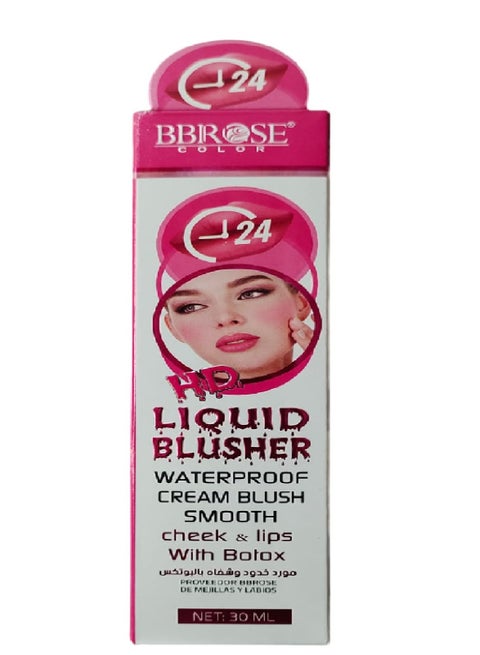 24
BBROSE®
COLOR
24
H.D.
LIQUID
BLUSHER
WATERPROOF
CREAM BLUSH
SMOOTH
cheek & lips
With Botox
مورد خدود وشفاه بالبوتكس
PROVEEDOR BBROSE
DE MEJILLAS Y LABIOS
NET: 30 ML